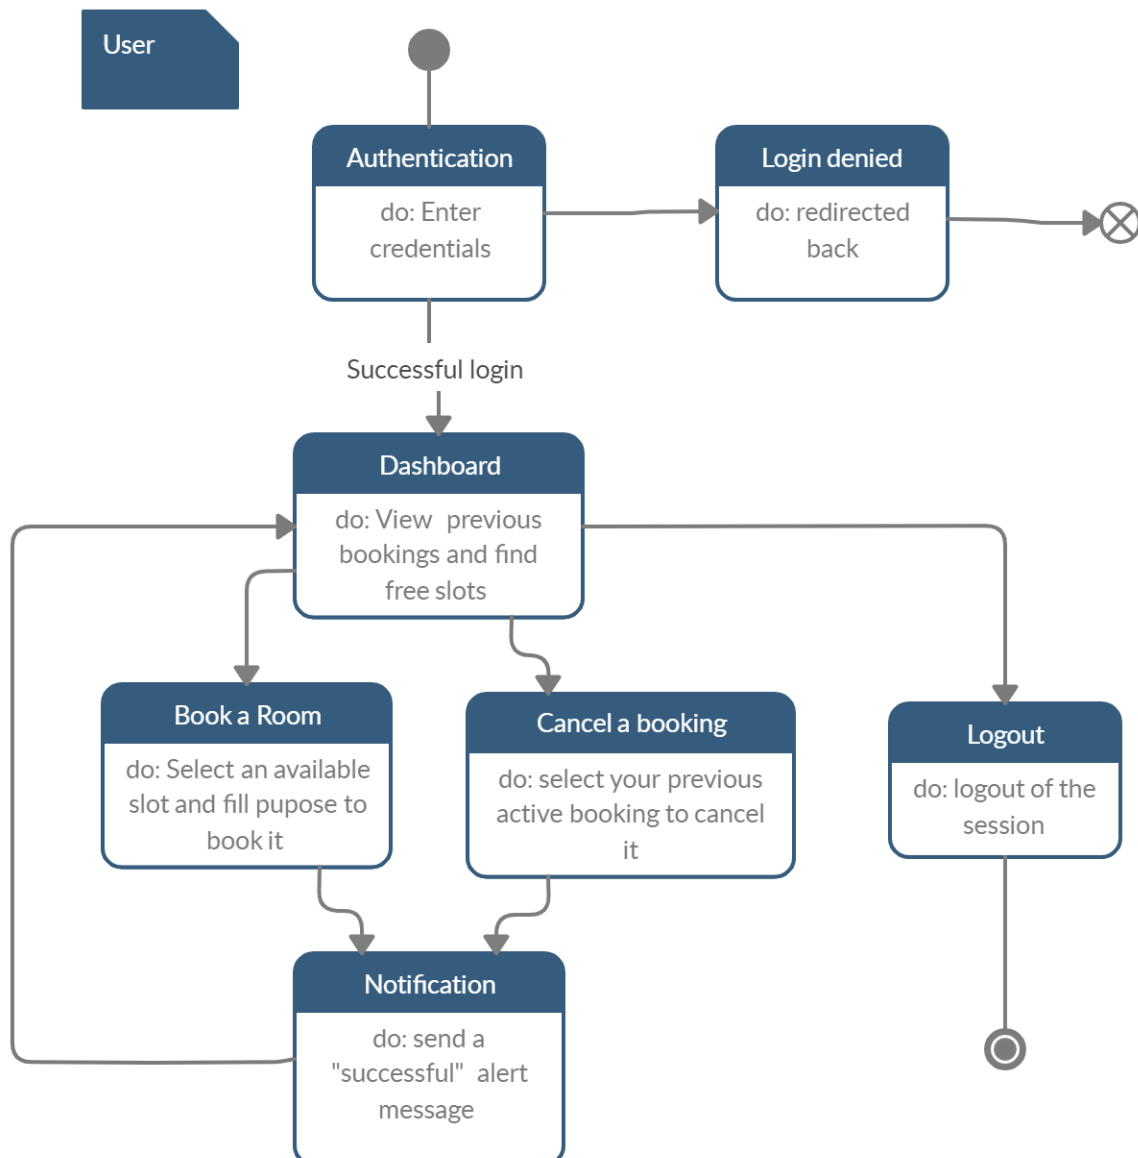 User
Authentication
do: Enter
credentials
Login denied
do: redirected
back
Successful login
Dashboard
do: View previous
bookings and find
free slots
Book a Room
do: Select an available
slot and fill pupose to
book it
Cancel a booking
do: select your previous
active booking to cancel
it
Logout
do: logout of the
session
Notification
do: send a
"successful" alert
message